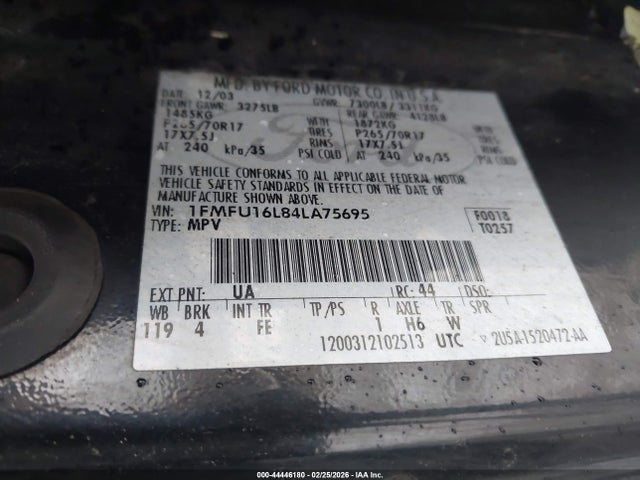 MFD. BY FORD MOTOR CO. IN U.S.A.
DATE: 12/03 GVWR: 7300LB / 3311KG
FRONT GAWR: 3275LB REAR GAWR: 4128LB
1485KG WITH 1872KG WITH
P265/70R17 TIRES P265/70R17 TIRES
17X7.5J RIMS 17X7.5J RIMS
AT 240 kPa/35 PSI COLD AT 240 kPa/35 PSI COLD
THIS VEHICLE CONFORMS TO ALL APPLICABLE FEDERAL MOTOR
VEHICLE SAFETY STANDARDS IN EFFECT ON THE DATE OF
MANUFACTURE SHOWN ABOVE.
VIN: 1FMFU16L84LA75695 F0018
TYPE: MPV T0257
EXT PNT: UA RC: 44 DSO:
WB BRK INT TR TP/PS R AXLE TR SPR
119 4 FE 1 H6 W
1200312102513 UTC 2U5A-1520472-AA
000-44446180 - 02/25/2026 - IAA Inc.